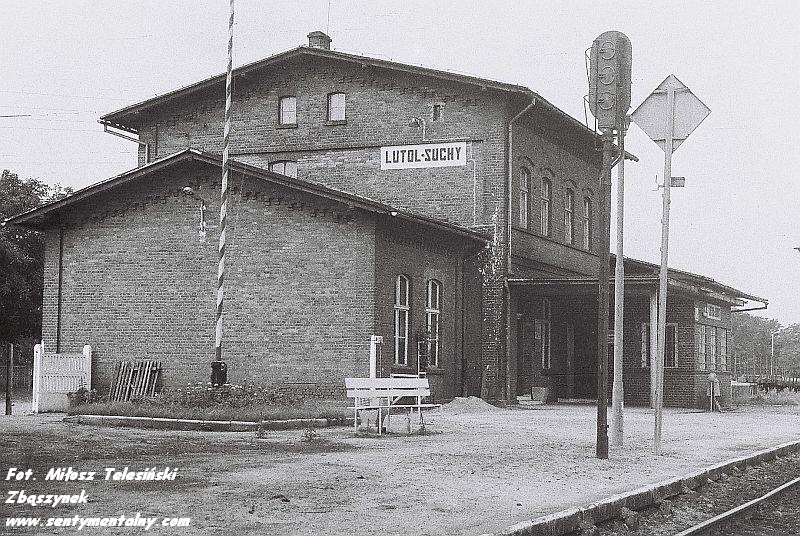 LUTOL-SUCHY
Fot. Miłosz Telesiński
Zbąszynek
www.sentymentalny.com